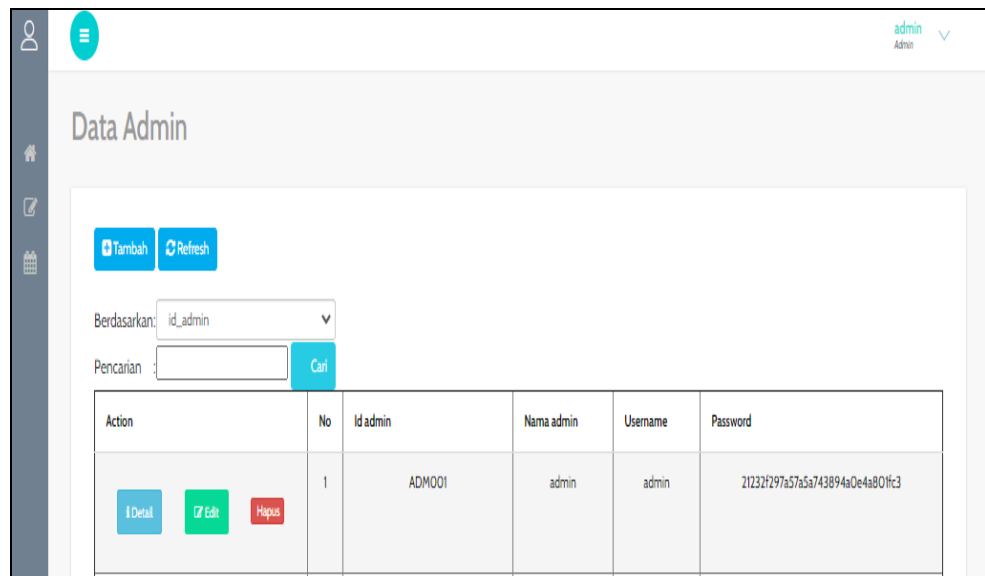 admin
Admin
Data Admin
Tambah Refresh
Berdasarkan: id_admin
Pencarian : Cari
Action No Id admin Nama admin Username Password
1 ADM001 admin admin 21232f297a57a5a743894a0e4a801fc3
Detail Edit Hapus